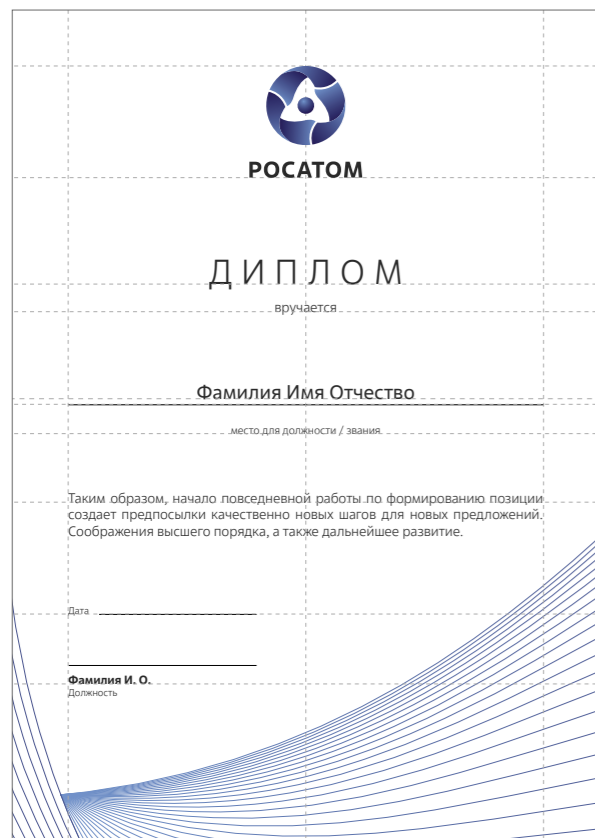 РОСАТОМ
ДИПЛОМ
вручается
Фамилия Имя Отчество
место для должности / звания
Таким образом, начало повседневной работы по формированию позиции
создает предпосылки качественно новых шагов для новых предложений.
Соображения высшего порядка, а также дальнейшее развитие.
Дата
Фамилия И. О.
Должность